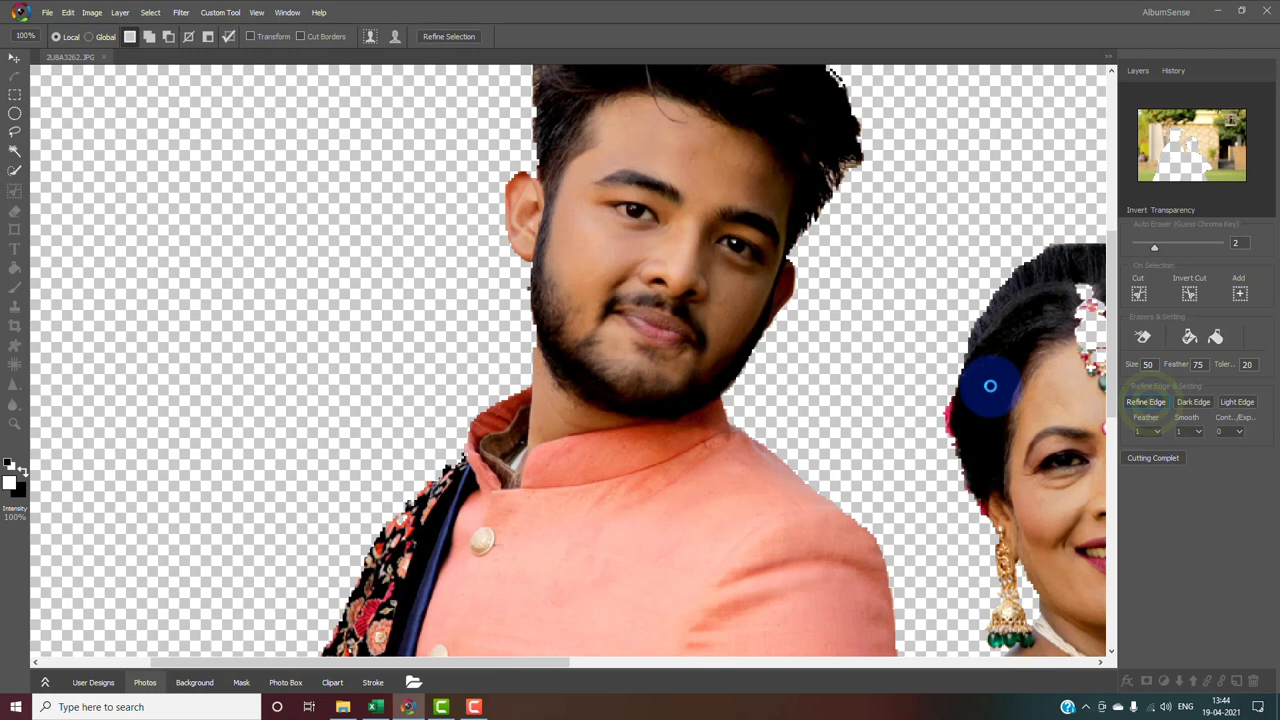 File Edit Image Layer Select Filter Custom Tool View Window Help AlbumSense
100% Local Global Transform Cut Borders Refine Selection
2U8A3262.JPG
Layers History
Invert Transparency
Auto Eraser (Guess Chroma Key)
2
On Selection
Cut Invert Cut Add
Erasers & Setting
Size 50 Feather 75 Toler.. 20
Refine Edge & Setting
Refine Edge Dark Edge Light Edge
Feather Smooth Cont../Exp..
1 1 0
Cutting Complet
Intensity
100%
User Designs Photos Background Mask Photo Box Clipart Stroke
Type here to search
ENG
13:44
19-04-2021